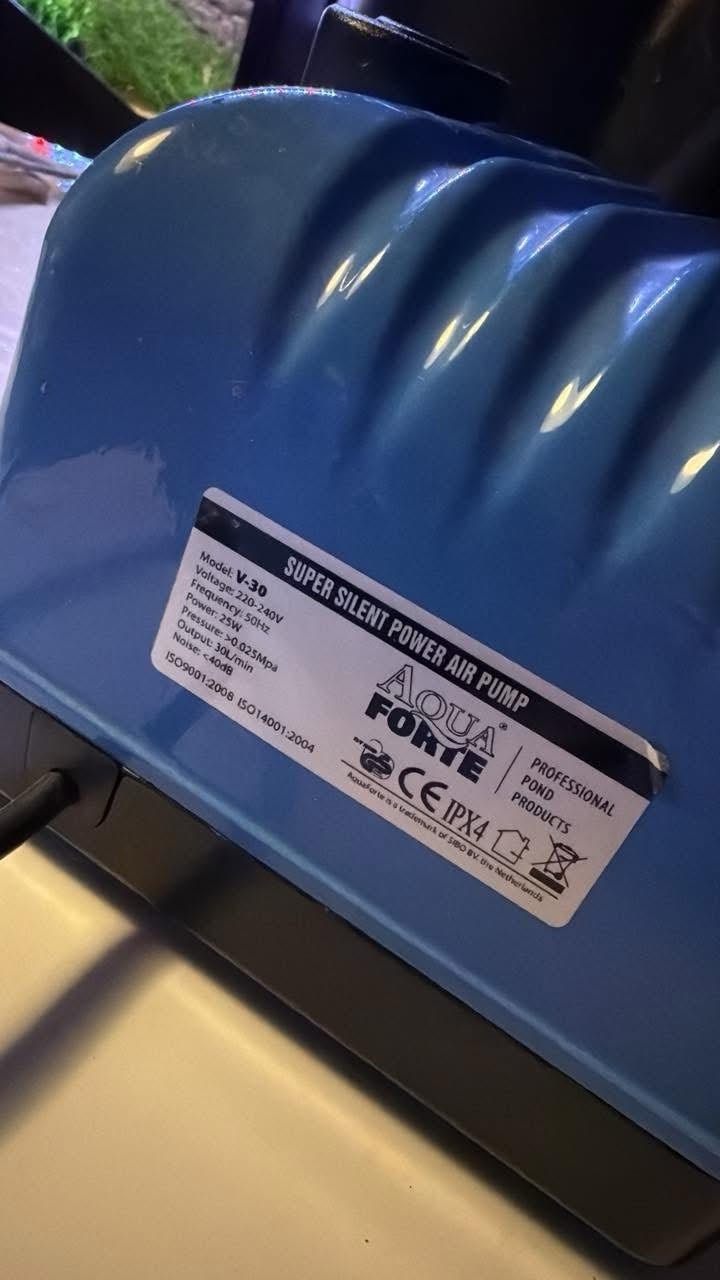 SUPER SILENT POWER AIR PUMP
Model: V-30
Voltage: 220-240V
Frequency: 50Hz
Power: 25W
Pressure: >0.025Mpa
Output: 30L/min
Noise: <40dB
ISO9001:2008 ISO14001:2004
AQUA
FORTE®
PROFESSIONAL
POND
PRODUCTS
CE IPX4
AquaForte is a trademark of SIBO BV, the Netherlands